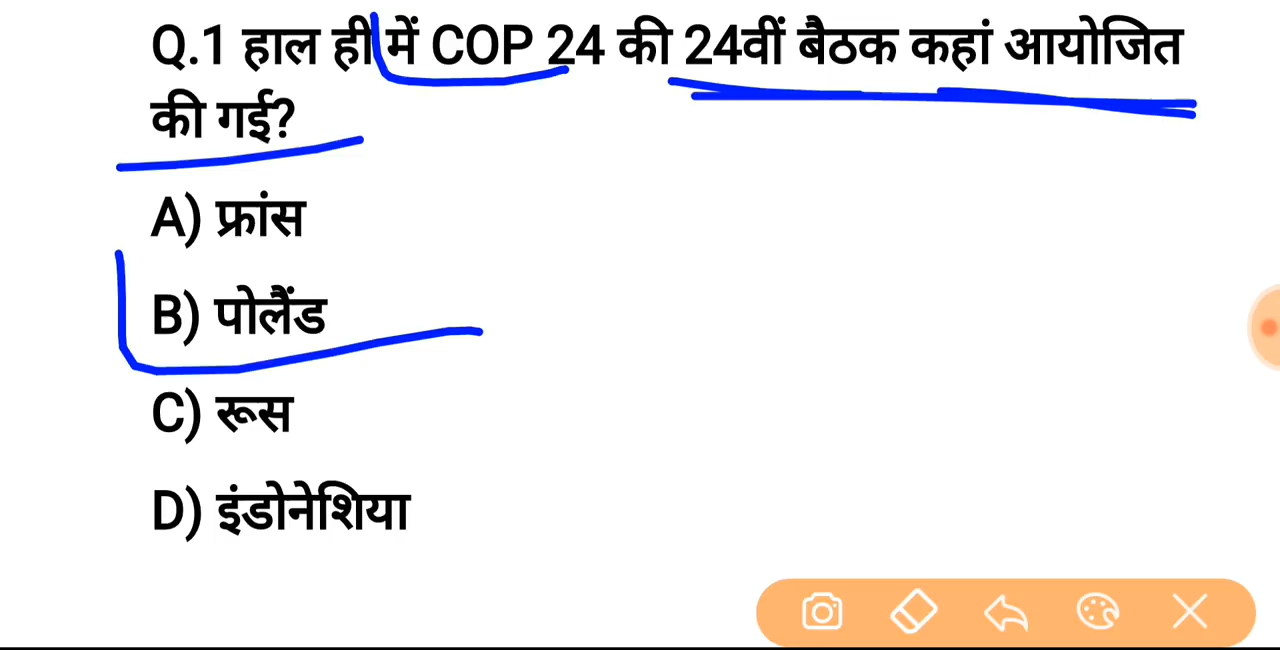 Q.1 हाल ही में COP 24 की 24वीं बैठक कहां आयोजित
की गई?
A) फ्रांस
B) पोलैंड
C) रूस
D) इंडोनेशिया